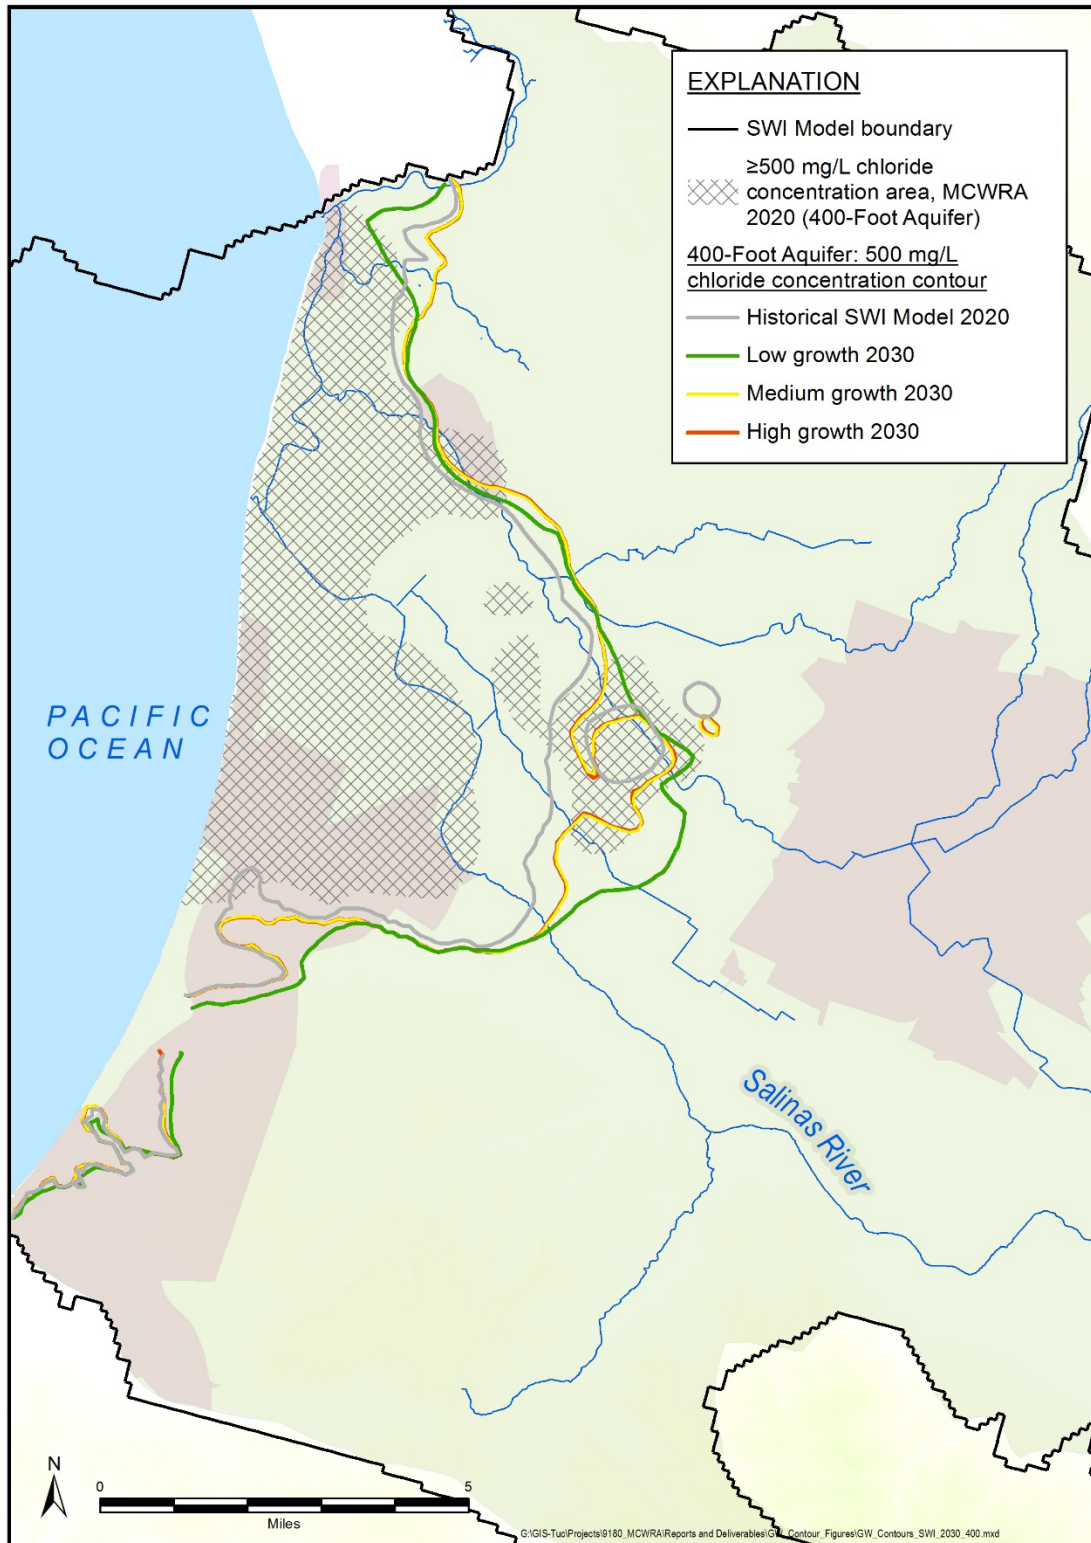 EXPLANATION
SWI Model boundary
≥500 mg/L chloride
concentration area, MCWRA
2020 (400-Foot Aquifer)
400-Foot Aquifer: 500 mg/L
chloride concentration contour
Historical SWI Model 2020
Low growth 2030
Medium growth 2030
High growth 2030
PACIFIC
OCEAN
Salinas River
N
0 5
Miles
G:\GIS-Tuc\Projects\9180_MCWRA\Reports and Deliverables\GW_Contour_Figures\GW_Contours_SWI_2030_400.mxd